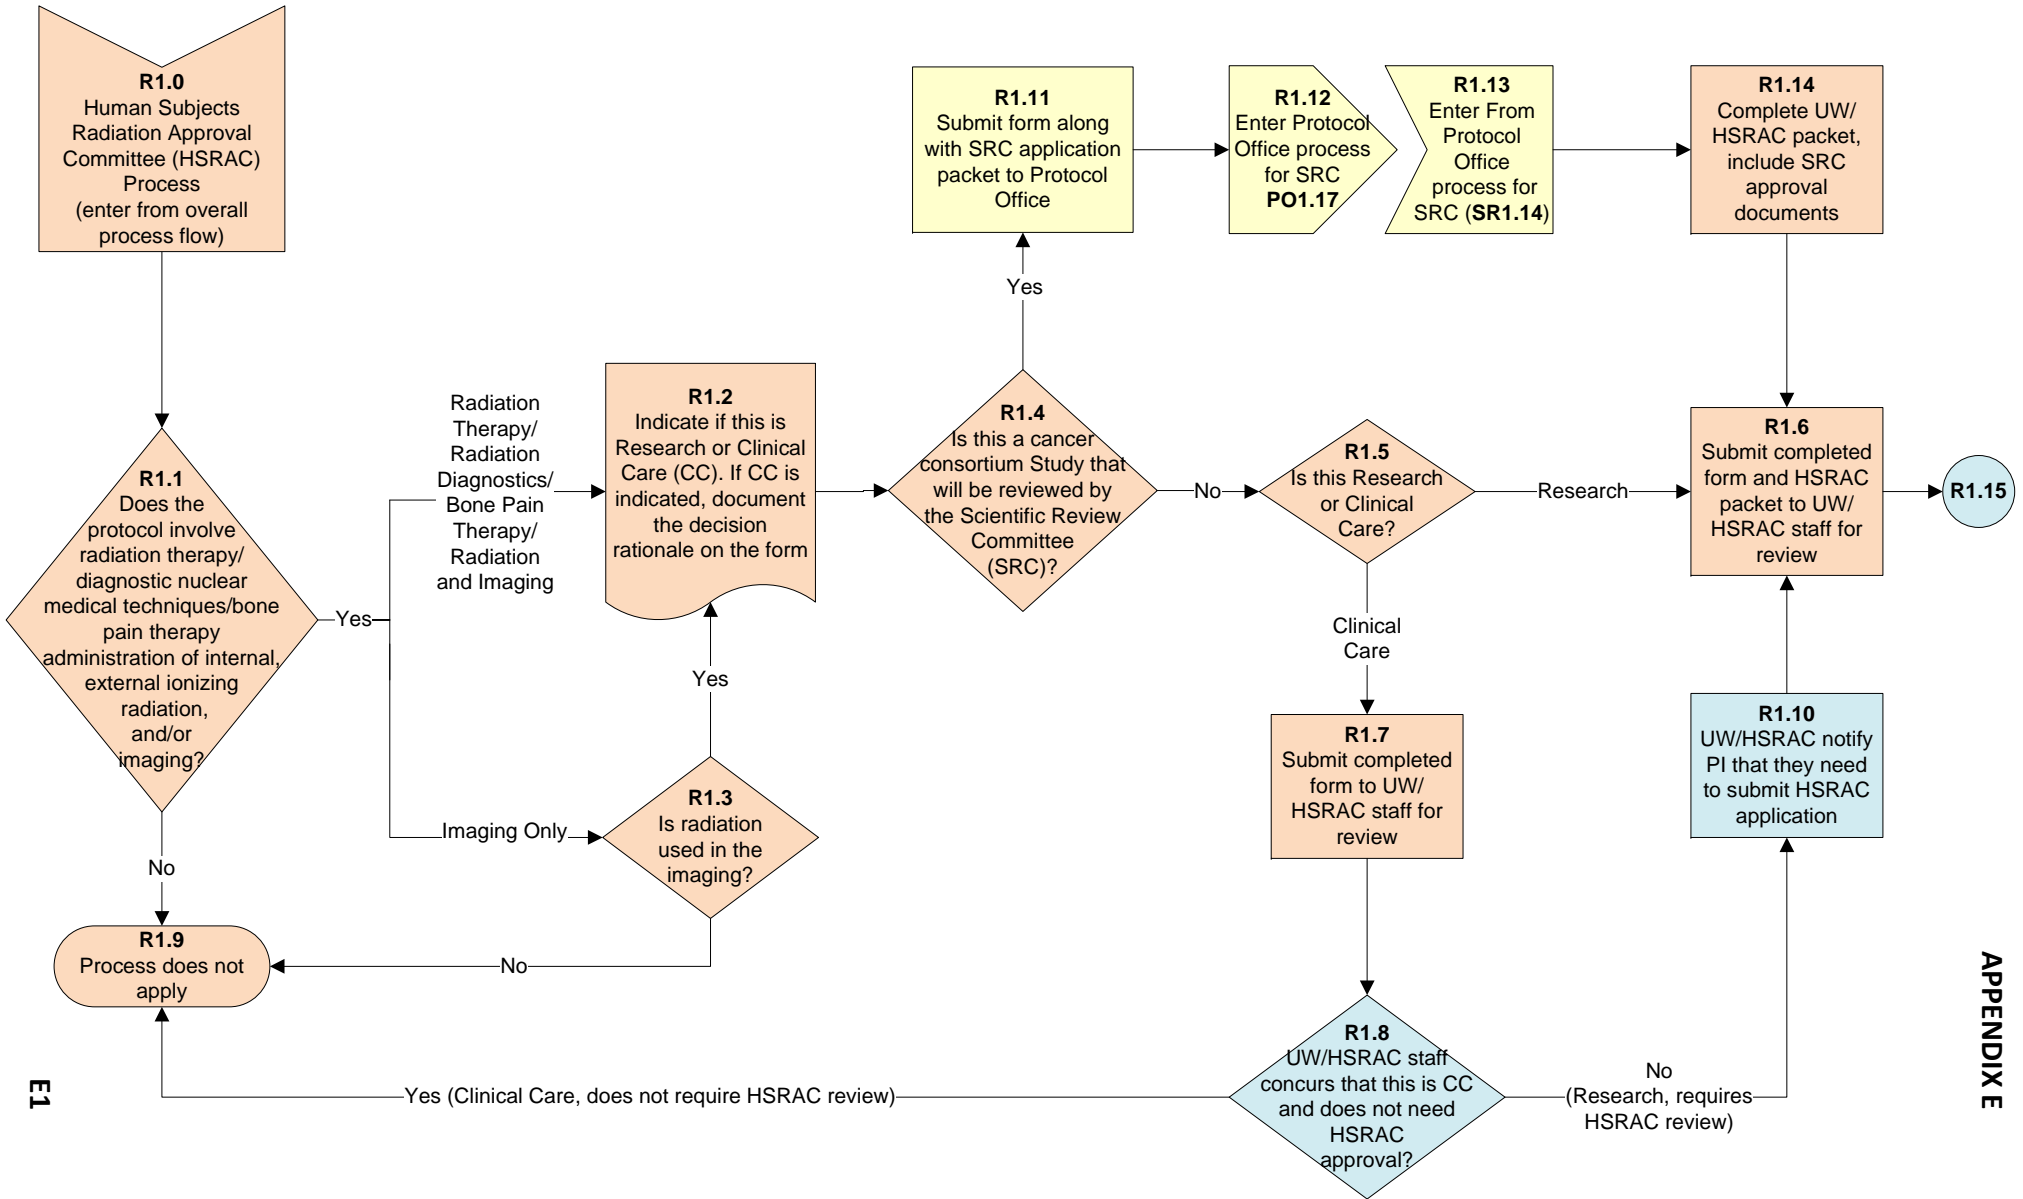 R1.0
Human Subjects
Radiation Approval
Committee (HSRAC)
Process
(enter from overall
process flow)
R1.1
Does the
protocol involve
radiation therapy/
diagnostic nuclear
medical techniques/bone
pain therapy
administration of internal,
external ionizing
radiation,
and/or
imaging?
Yes
No
R1.9
Process does not
apply
Radiation
Therapy/
Radiation
Diagnostics/
Bone Pain
Therapy/
Radiation
and Imaging
Imaging Only
R1.2
Indicate if this is
Research or Clinical
Care (CC). If CC is
indicated, document
the decision
rationale on the form
Yes
R1.3
Is radiation
used in the
imaging?
No
R1.4
Is this a cancer
consortium Study that
will be reviewed by
the Scientific Review
Committee
(SRC)?
Yes
No
R1.11
Submit form along
with SRC application
packet to Protocol
Office
R1.12
Enter Protocol
Office process
for SRC
PO1.17
R1.13
Enter From
Protocol
Office
process for
SRC (SR1.14)
R1.14
Complete UW/
HSRAC packet,
include SRC
approval
documents
R1.5
Is this Research
or Clinical
Care?
Research
Clinical
Care
R1.6
Submit completed
form and HSRAC
packet to UW/
HSRAC staff for
review
R1.15
R1.7
Submit completed
form to UW/
HSRAC staff for
review
R1.10
UW/HSRAC notify
PI that they need
to submit HSRAC
application
R1.8
UW/HSRAC staff
concurs that this is CC
and does not need
HSRAC
approval?
Yes (Clinical Care, does not require HSRAC review)
No
(Research, requires
HSRAC review)
APPENDIX E
E1